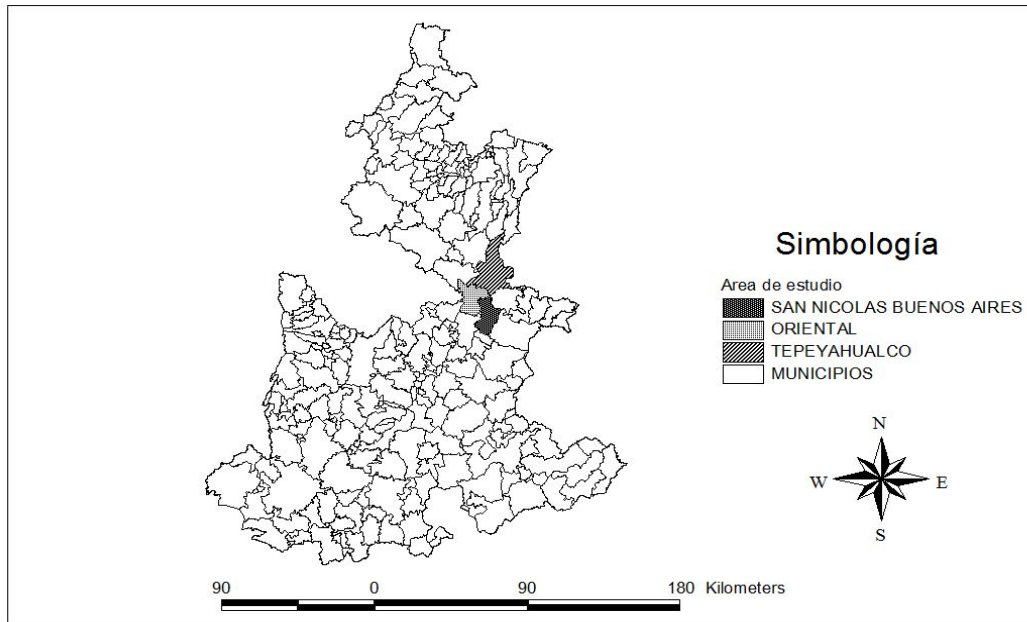 Simbología
Area de estudio
SAN NICOLAS BUENOS AIRES
ORIENTAL
TEPEYAHUALCO
MUNICIPIOS
N
W E
S
90 0 90 180 Kilometers